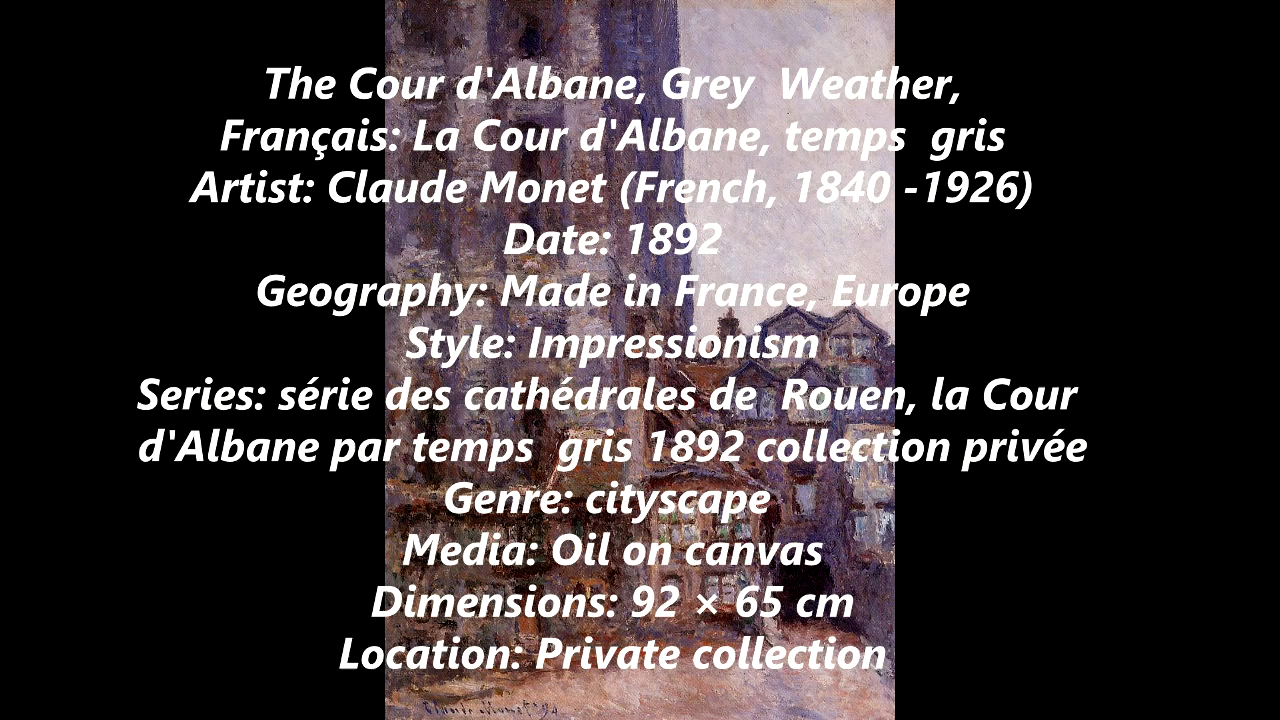 The Cour d'Albane, Grey Weather,
Français: La Cour d'Albane, temps gris
Artist: Claude Monet (French, 1840 -1926)
Date: 1892
Geography: Made in France, Europe
Style: Impressionism
Series: série des cathédrales de Rouen, la Cour
d'Albane par temps gris 1892 collection privée
Genre: cityscape
Media: Oil on canvas
Dimensions: 92 × 65 cm
Location: Private collection
Claude Monet